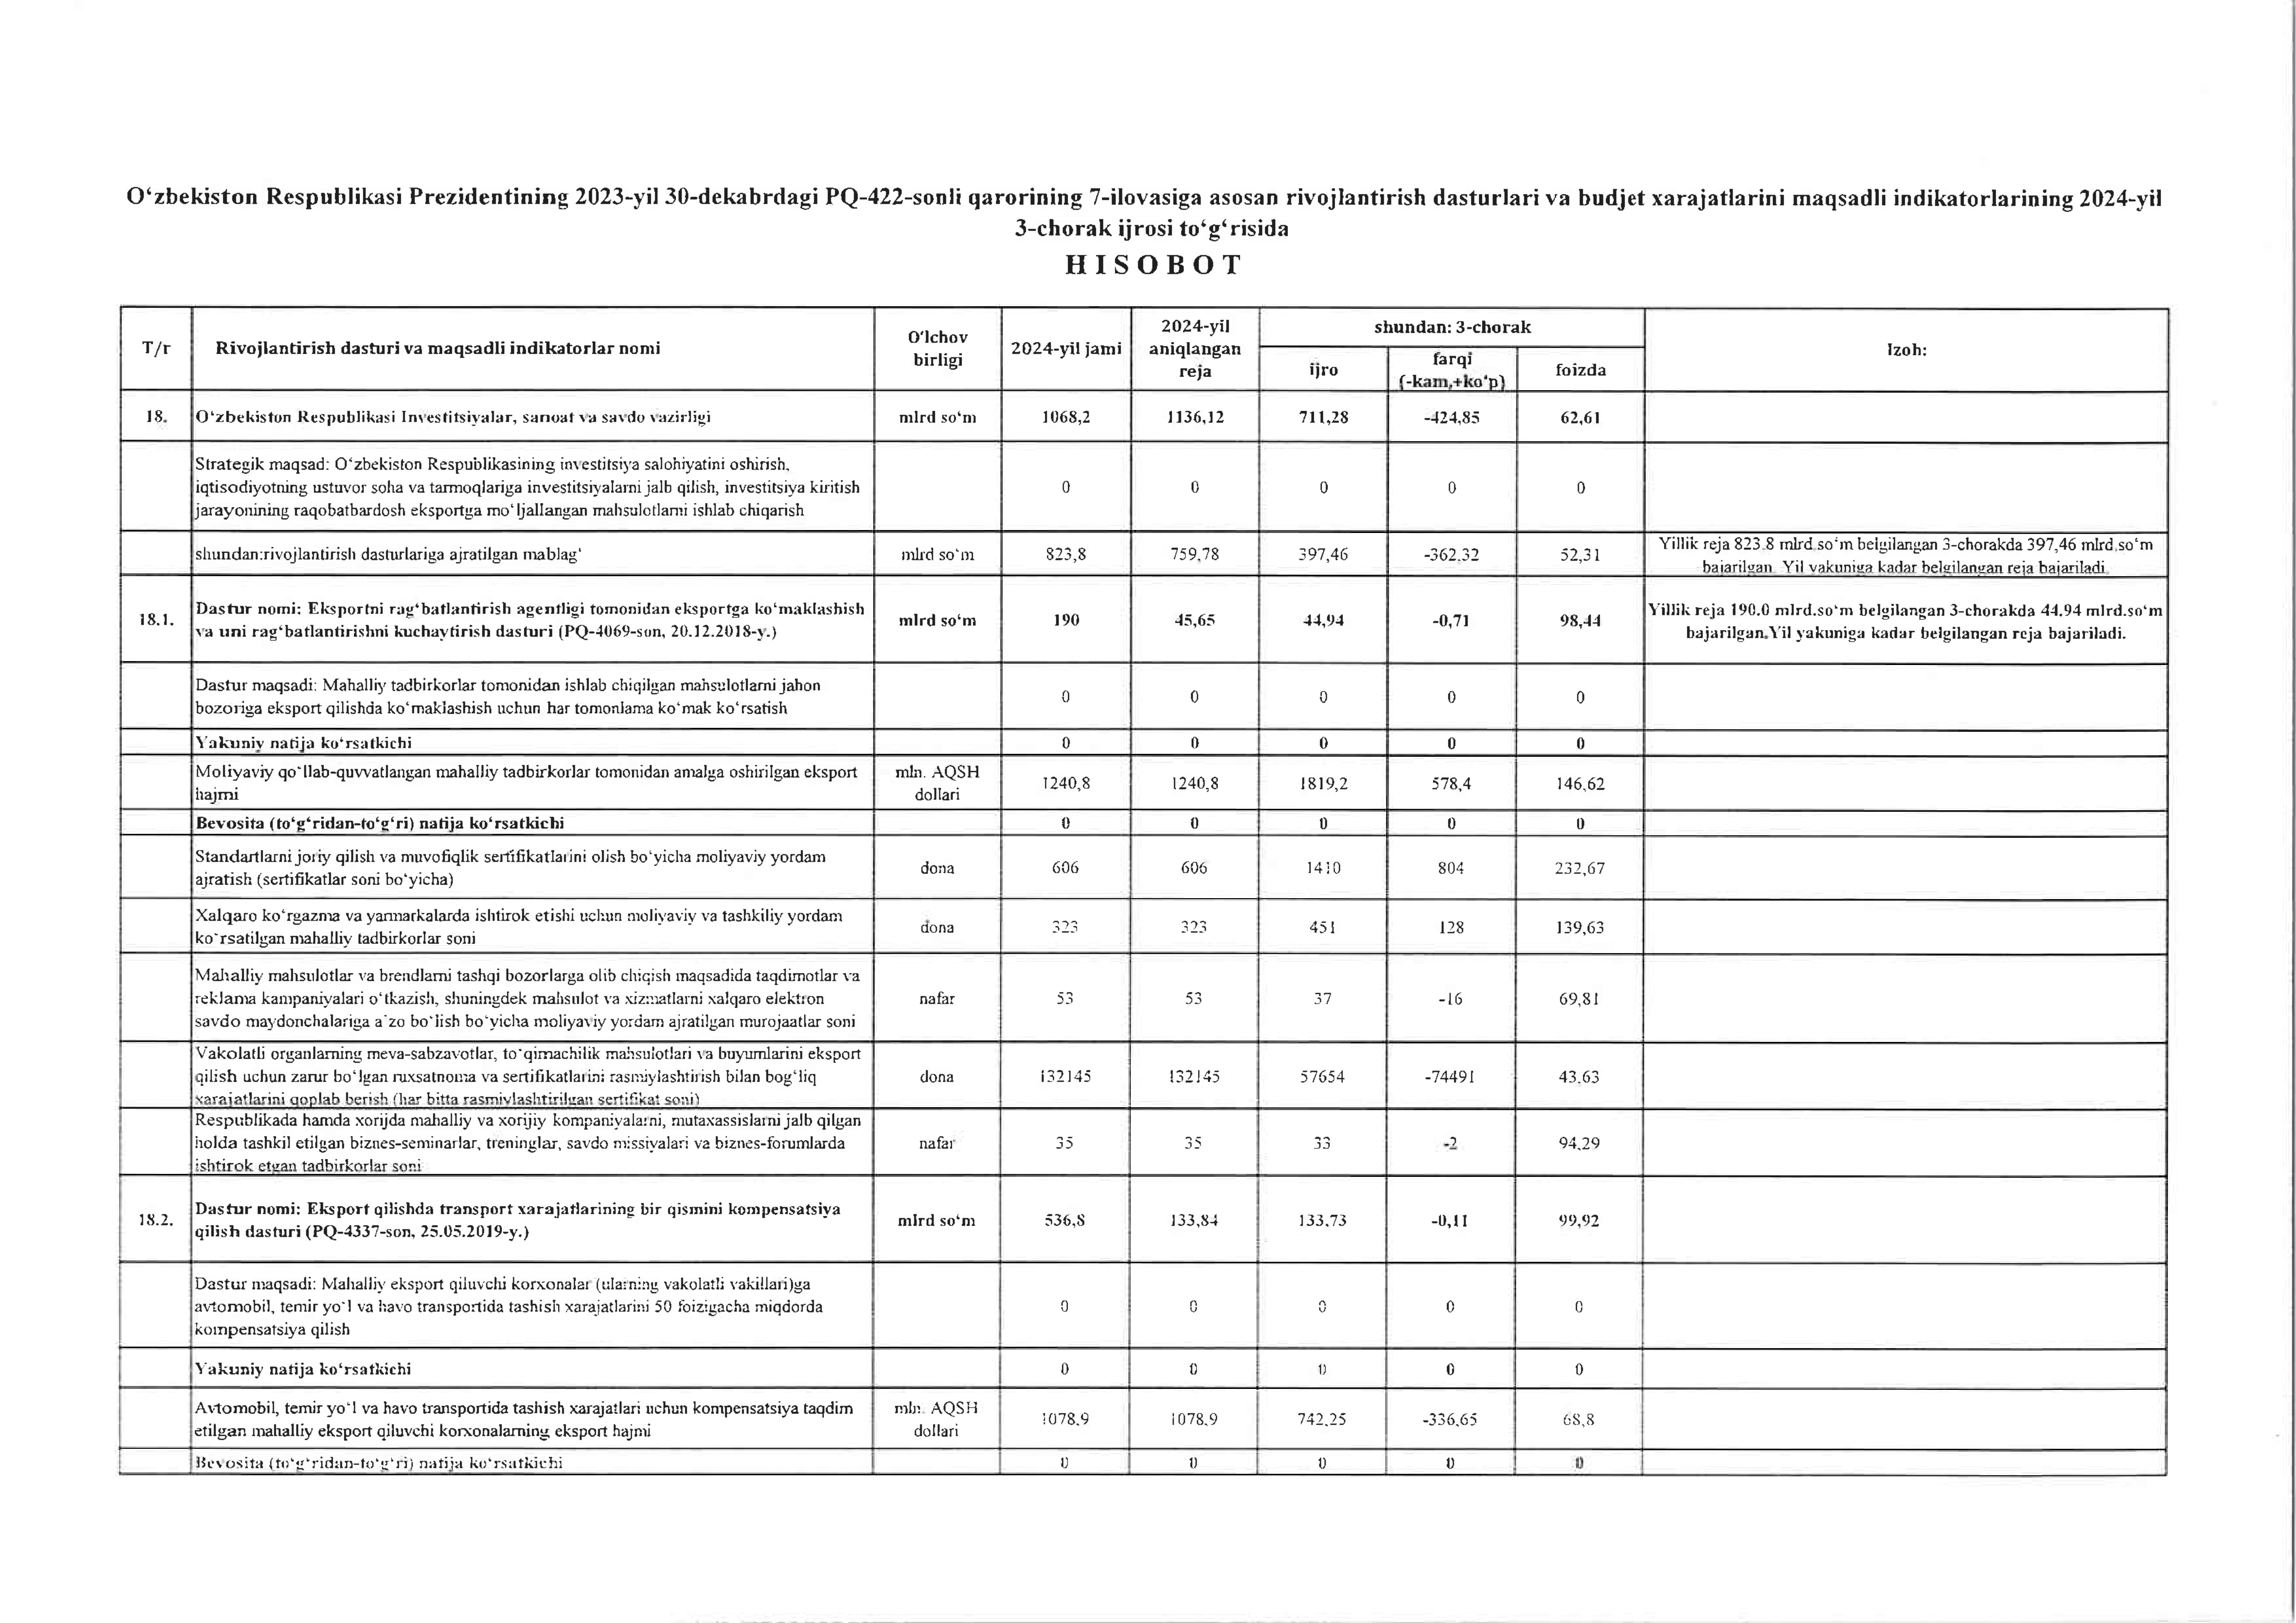 O‘zbekiston Respublikasi Prezidentining 2023-yil 30-dekabrdagi PQ-422-sonli qarorining 7-ilovasiga asosan rivojlantirish dasturlari va budjet xarajatlarini maqsadli indikatorlarining 2024-yil
3-chorak ijrosi to‘g‘risida
H I S O B O T
T/r
Rivojlantirish dasturi va maqsadli indikatorlar nomi
O‘lchov
birligi
2024-yil jami
2024-yil
aniqlangan
reja
shundan: 3-chorak
ijro
farqi
(-kam,+ko‘p)
foizda
Izoh:
18. O‘zbekiston Respublikasi Investitsiyalar, sanoat va savdo vazirligi mlrd so‘m 1068,2 1136,12 711,28 -424,85 62,61
Strategik maqsad: O‘zbekiston Respublikasining investitsiya salohiyatini oshirish,
iqtisodiyotning ustuvor soha va tarmoqlariga investitsiyalarni jalb qilish, investitsiya kiritish
jarayonining raqobatbardosh eksportga mo‘ljallangan mahsulotlarni ishlab chiqarish
0 0 0 0 0
shundan:rivojlantirish dasturlariga ajratilgan mablag‘ mlrd so‘m 823,8 759,78 397,46 -362,32 52,31
Yillik reja 823.8 mlrd.so‘m belgilangan 3-chorakda 397,46 mlrd.so‘m
bajarilgan. Yil yakuniga kadar belgilangan reja bajariladi.
18.1.
Dastur nomi: Eksportni rag‘batlantirish agentligi tomonidan eksportga ko‘maklashish
va uni rag‘batlantirishni kuchaytirish dasturi (PQ-4069-son, 20.12.2018-y.)
mlrd so‘m 190 45,65 44,94 -0,71 98,44
Yillik reja 190.0 mlrd.so‘m belgilangan 3-chorakda 44.94 mlrd.so‘m
bajarilgan.Yil yakuniga kadar belgilangan reja bajariladi.
Dastur maqsadi: Mahalliy tadbirkorlar tomonidan ishlab chiqilgan mahsulotlarni jahon
bozoriga eksport qilishda ko‘maklashish uchun har tomonlama ko‘mak ko‘rsatish
0 0 0 0 0
Yakuniy natija ko‘rsatkichi 0 0 0 0 0
Moliyaviy qo‘llab-quvvatlangan mahalliy tadbirkorlar tomonidan amalga oshirilgan eksport
hajmi
mln. AQSH
dollari
1240,8 1240,8 1819,2 578,4 146,62
Bevosita (to‘g‘ridan-to‘g‘ri) natija ko‘rsatkichi 0 0 0 0 0
Standartlarni joriy qilish va muvofiqlik sertifikatlarini olish bo‘yicha moliyaviy yordam
ajratish (sertifikatlar soni bo‘yicha)
dona 606 606 1410 804 232,67
Xalqaro ko‘rgazma va yarmarkalarda ishtirok etishi uchun moliyaviy va tashkiliy yordam
ko‘rsatilgan mahalliy tadbirkorlar soni
dona 323 323 451 128 139,63
Mahalliy mahsulotlar va brendlarni tashqi bozorlarga olib chiqish maqsadida taqdimotlar va
reklama kampaniyalari o‘tkazish, shuningdek mahsulot va xizmatlarni xalqaro elektron
savdo maydonchalariga a‘zo bo‘lish bo‘yicha moliyaviy yordam ajratilgan murojaatlar soni
nafar 53 53 37 -16 69,81
Vakolatli organlarning meva-sabzavotlar, to‘qimachilik mahsulotlari va buyumlarini eksport
qilish uchun zarur bo‘lgan ruxsatnoma va sertifikatlarini rasmiylashtirish bilan bog‘liq
xarajatlarini qoplab berish (har bitta rasmiylashtirilgan sertifikat soni)
dona 132145 132145 57654 -74491 43,63
Respublikada hamda xorijda mahalliy va xorijiy kompaniyalarni, mutaxassislarni jalb qilgan
holda tashkil etilgan biznes-seminarlar, treninglar, savdo missiyalari va biznes-forumlarda
ishtirok etgan tadbirkorlar soni
nafar 35 35 33 -2 94,29
18.2.
Dastur nomi: Eksport qilishda transport xarajatlarining bir qismini kompensatsiya
qilish dasturi (PQ-4337-son, 25.05.2019-y.)
mlrd so‘m 536,8 133,84 133,73 -0,11 99,92
Dastur maqsadi: Mahalliy eksport qiluvchi korxonalar (ularning vakolatli vakillari)ga
avtomobil, temir yo‘l va havo transportida tashish xarajatlarini 50 foizigacha miqdorda
kompensatsiya qilish
0 0 0 0 0
Yakuniy natija ko‘rsatkichi 0 0 0 0 0
Avtomobil, temir yo‘l va havo transportida tashish xarajatlari uchun kompensatsiya taqdim
etilgan mahalliy eksport qiluvchi korxonalarning eksport hajmi
mln. AQSH
dollari
1078,9 1078,9 742,25 -336,65 68,8
Bevosita (to‘g‘ridan-to‘g‘ri) natija ko‘rsatkichi 0 0 0 0 0